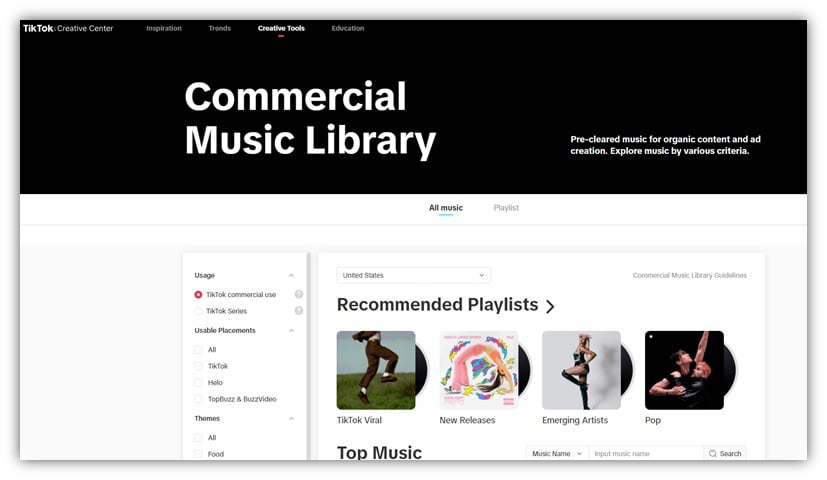 TikTok: Creative Center
Inspiration
Trends
Creative Tools
Education
Commercial
Music Library
Pre-cleared music for organic content and ad
creation. Explore music by various criteria.
All music
Playlist
Usage
TikTok commercial use ?
TikTok Series ?
Usable Placements
All
TikTok
Helo
TopBuzz & BuzzVideo
Themes
All
Food
United States
Commercial Music Library Guidelines
Recommended Playlists
TikTok Viral
New Releases
Emerging Artists
Pop
Top Music
Music Name
Input music name
Search